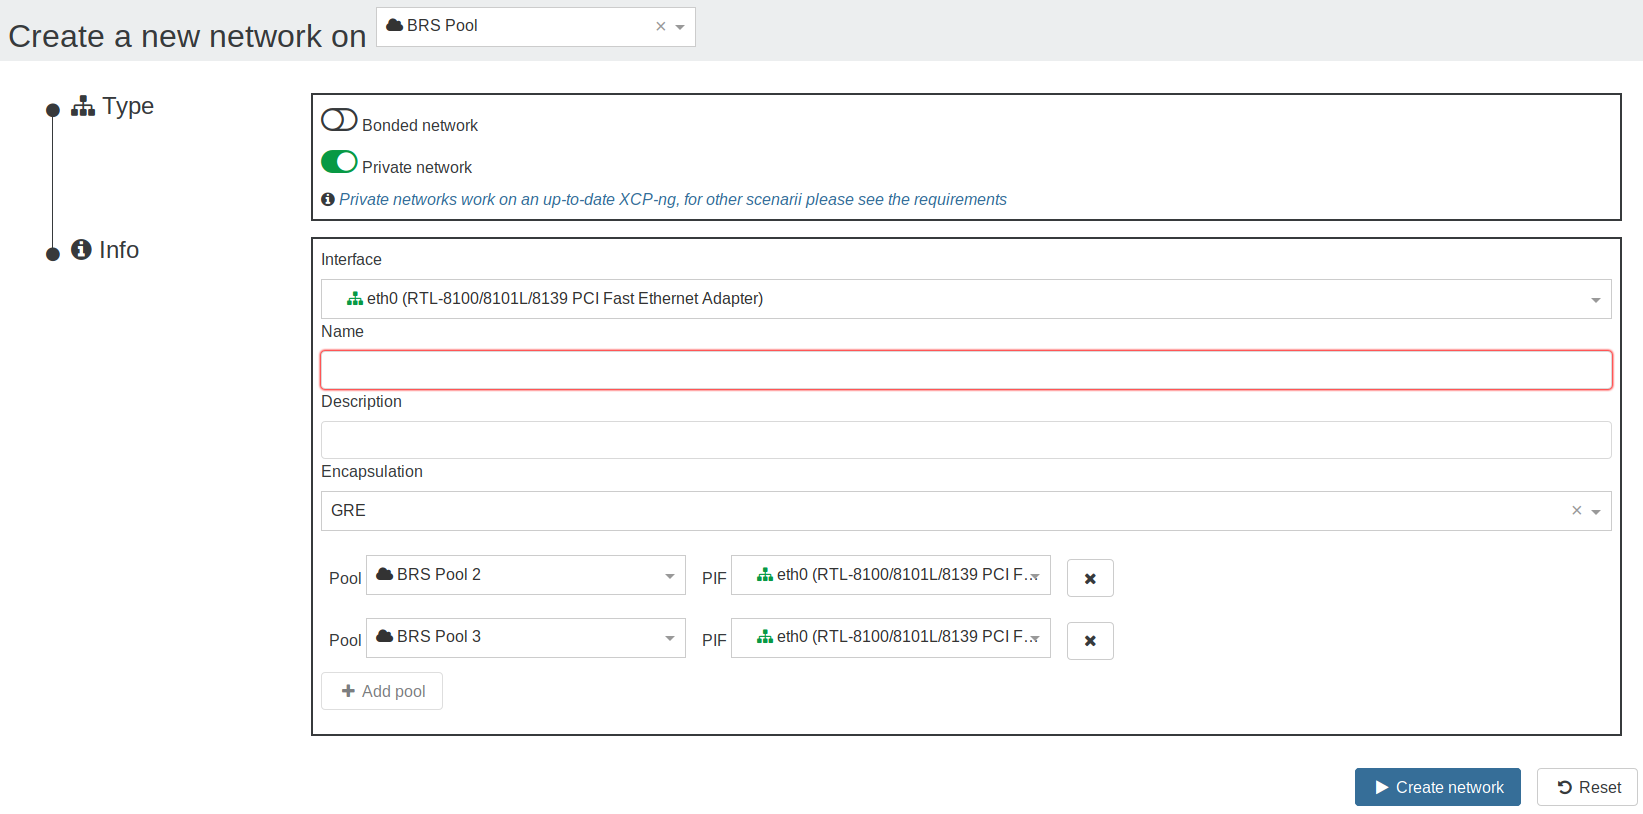 Create a new network on BRS Pool ×
Type
Bonded network
Private network
Private networks work on an up-to-date XCP-ng, for other scenarii please see the requirements
Info
Interface
eth0 (RTL-8100/8101L/8139 PCI Fast Ethernet Adapter)
Name
Description
Encapsulation
GRE ×
Pool BRS Pool 2 PIF eth0 (RTL-8100/8101L/8139 PCI F...
Pool BRS Pool 3 PIF eth0 (RTL-8100/8101L/8139 PCI F...
Add pool
Create network Reset